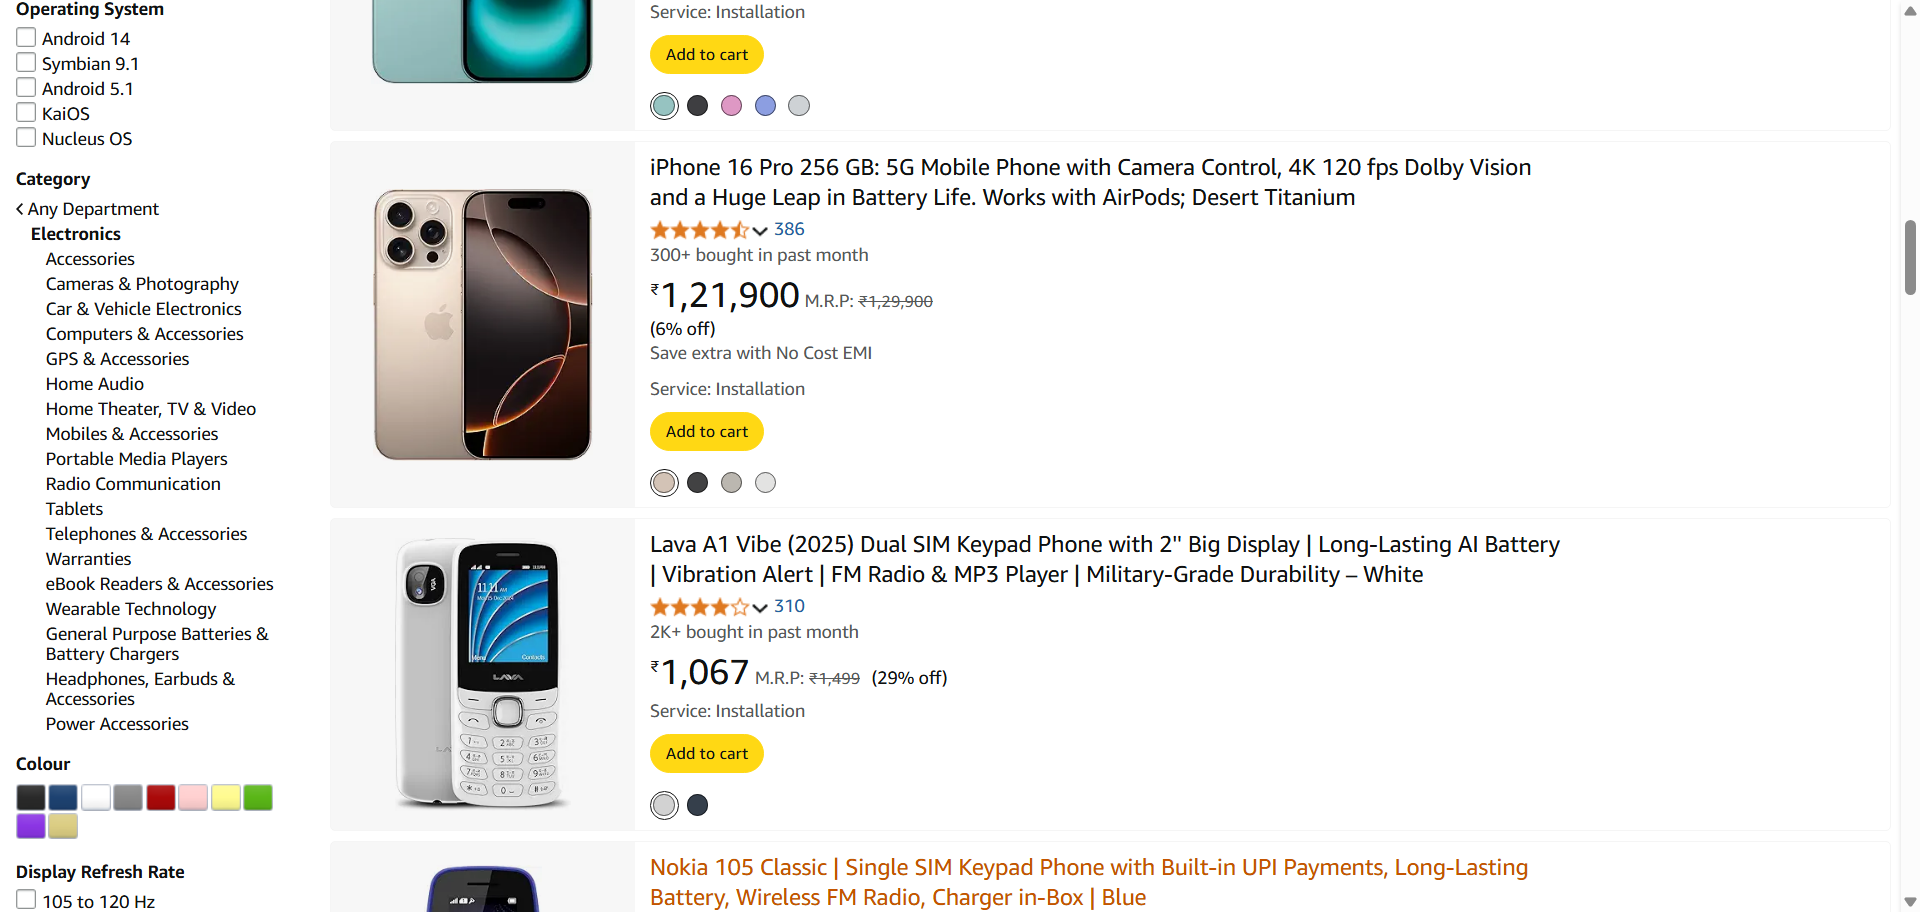 Operating System
Android 14
Symbian 9.1
Android 5.1
KaiOS
Nucleus OS
Category
Any Department
Electronics
Accessories
Cameras & Photography
Car & Vehicle Electronics
Computers & Accessories
GPS & Accessories
Home Audio
Home Theater, TV & Video
Mobiles & Accessories
Portable Media Players
Radio Communication
Tablets
Telephones & Accessories
Warranties
eBook Readers & Accessories
Wearable Technology
General Purpose Batteries &
Battery Chargers
Headphones, Earbuds &
Accessories
Power Accessories
Colour
Display Refresh Rate
105 to 120 Hz
Service: Installation
Add to cart
iPhone 16 Pro 256 GB: 5G Mobile Phone with Camera Control, 4K 120 fps Dolby Vision
and a Huge Leap in Battery Life. Works with AirPods; Desert Titanium
386
300+ bought in past month
₹1,21,900 M.R.P: ₹1,29,900
(6% off)
Save extra with No Cost EMI
Service: Installation
Add to cart
Lava A1 Vibe (2025) Dual SIM Keypad Phone with 2" Big Display | Long-Lasting AI Battery
| Vibration Alert | FM Radio & MP3 Player | Military-Grade Durability – White
310
2K+ bought in past month
₹1,067 M.R.P: ₹1,499 (29% off)
Service: Installation
Add to cart
11:11 AM
Menu Contacts
LAVA
Nokia 105 Classic | Single SIM Keypad Phone with Built-in UPI Payments, Long-Lasting
Battery, Wireless FM Radio, Charger in-Box | Blue